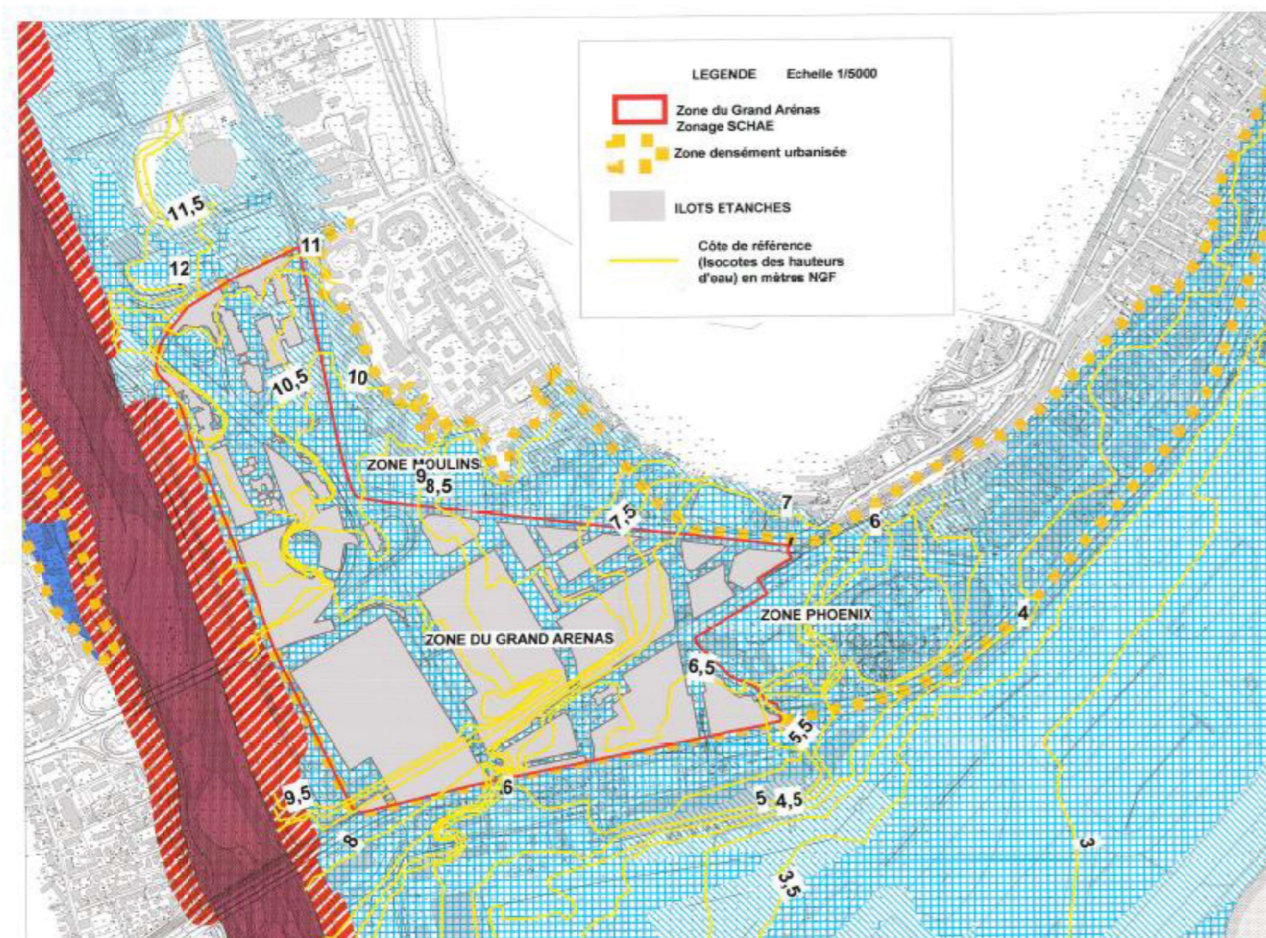 LEGENDE Echelle 1/5000
Zone du Grand Arénas
Zonage SCHAE
Zone densément urbanisée
ILOTS ETANCHES
Côte de référence
(Isocotes des hauteurs
d'eau) en mètres NGF
11,5
11
12
10,5
10
ZONE MOULINS
9
8,5
7,5
7
6
ZONE PHOENIX
4
ZONE DU GRAND ARENAS
6,5
5,5
9,5
6
5
4,5
8
3
3,5